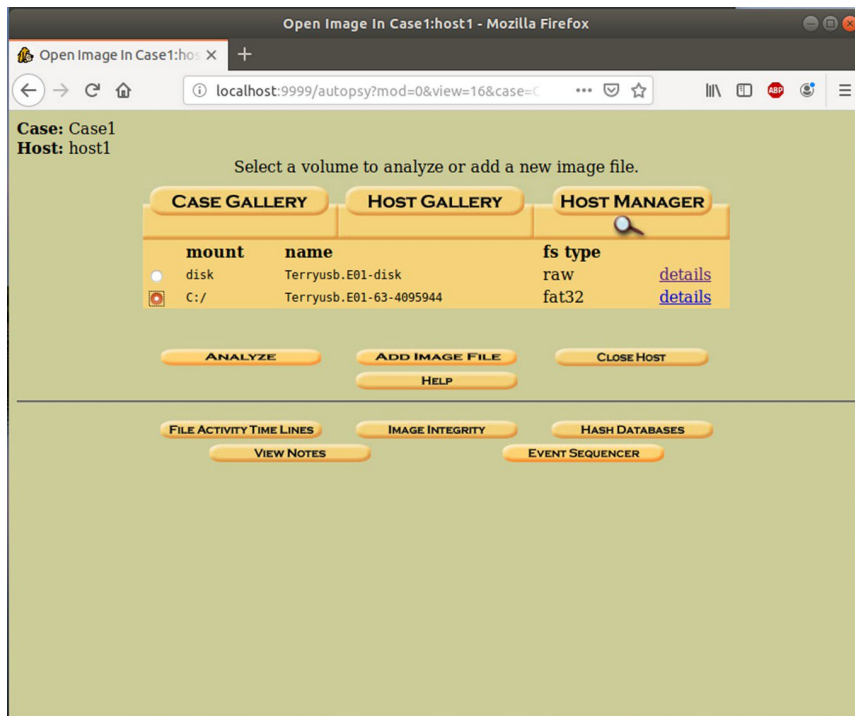 Open Image In Case1:host1 - Mozilla Firefox
Open Image In Case1:hos
localhost:9999/autopsy?mod=0&view=16&case=C
ABP
Case: Case1
Host: host1
Select a volume to analyze or add a new image file.
CASE GALLERY HOST GALLERY HOST MANAGER
mount name fs type
disk Terryusb.E01-disk raw details
C:/ Terryusb.E01-63-4095944 fat32 details
ANALYZE ADD IMAGE FILE CLOSE HOST
HELP
FILE ACTIVITY TIME LINES IMAGE INTEGRITY HASH DATABASES
VIEW NOTES EVENT SEQUENCER